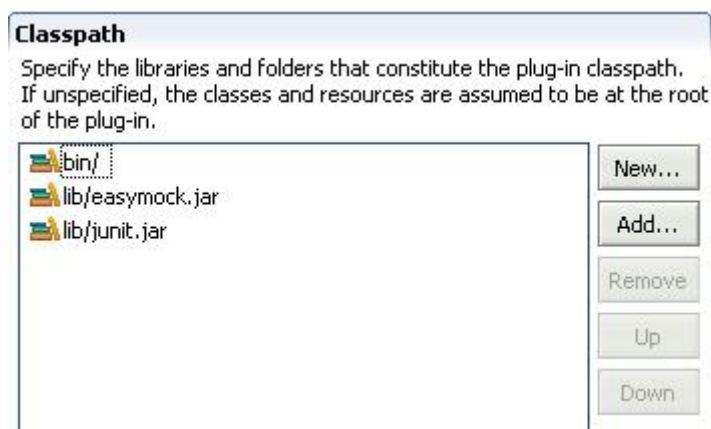 Classpath
Specify the libraries and folders that constitute the plug-in classpath.
If unspecified, the classes and resources are assumed to be at the root
of the plug-in.
bin/
lib/easymock.jar
lib/junit.jar
New...
Add...
Remove
Up
Down